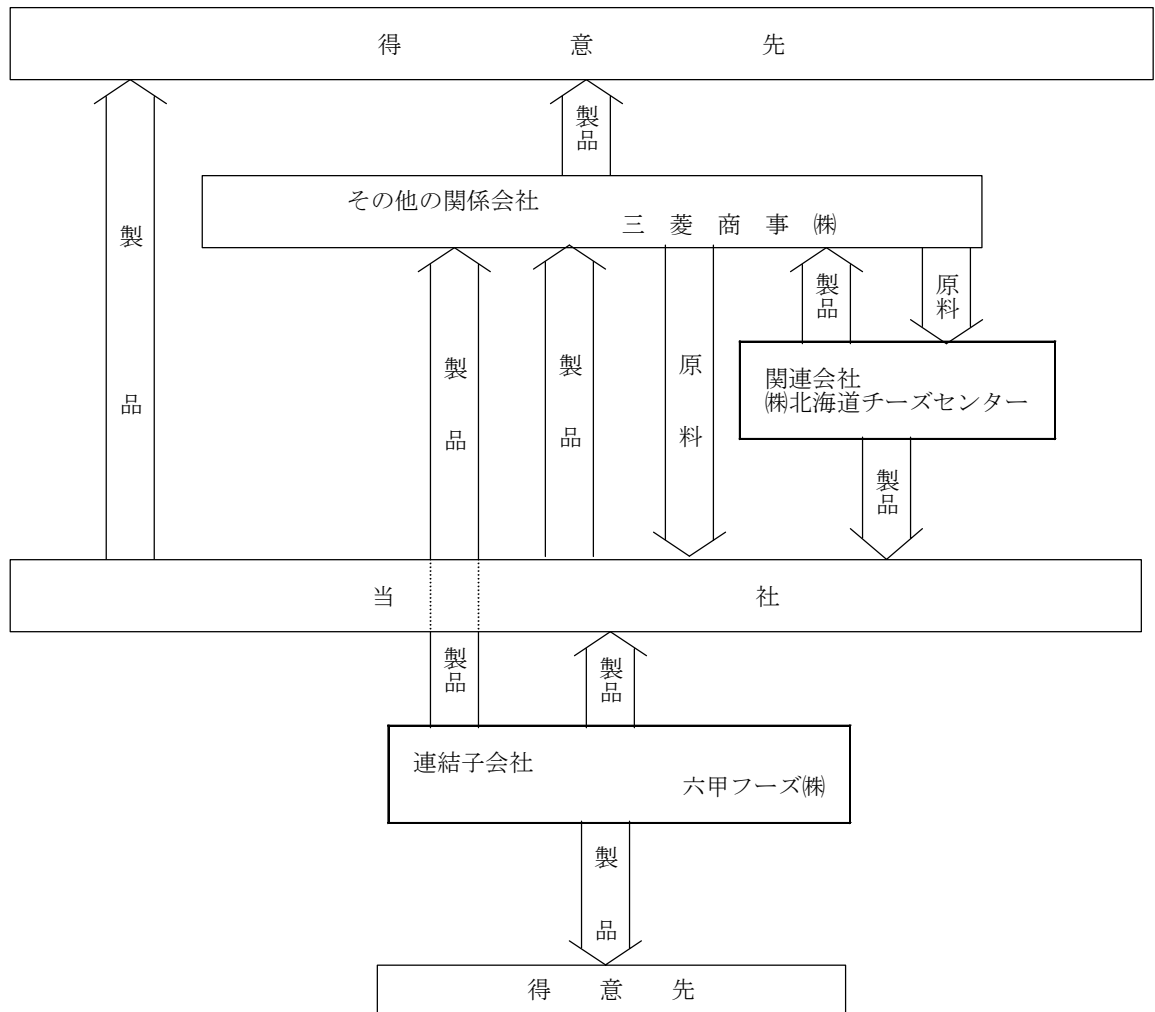 得意先
製品
その他の関係会社
三菱商事㈱
製品
製品
製品
原料
製品
原料
関連会社
㈱北海道チーズセンター
製品
当社
製品
製品
連結子会社
六甲フーズ㈱
製品
得意先